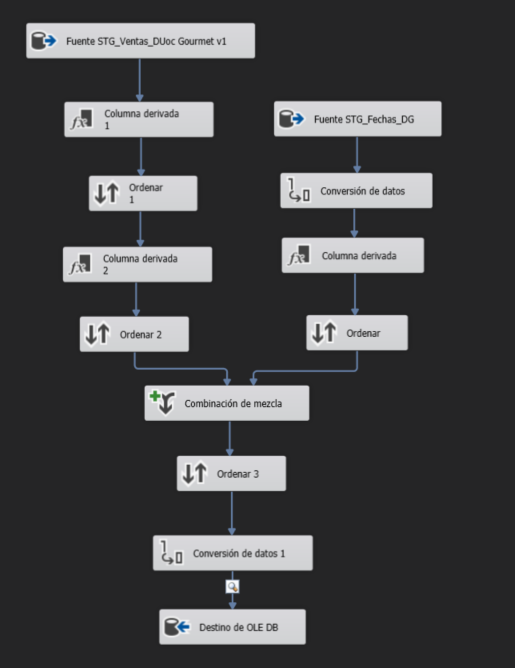 Fuente STG_Ventas_DUoc Gourmet v1
Columna derivada
1
Fuente STG_Fechas_DG
Ordenar
1
Conversión de datos
Columna derivada
2
Columna derivada
Ordenar 2
Ordenar
Combinación de mezcla
Ordenar 3
Conversión de datos 1
Destino de OLE DB